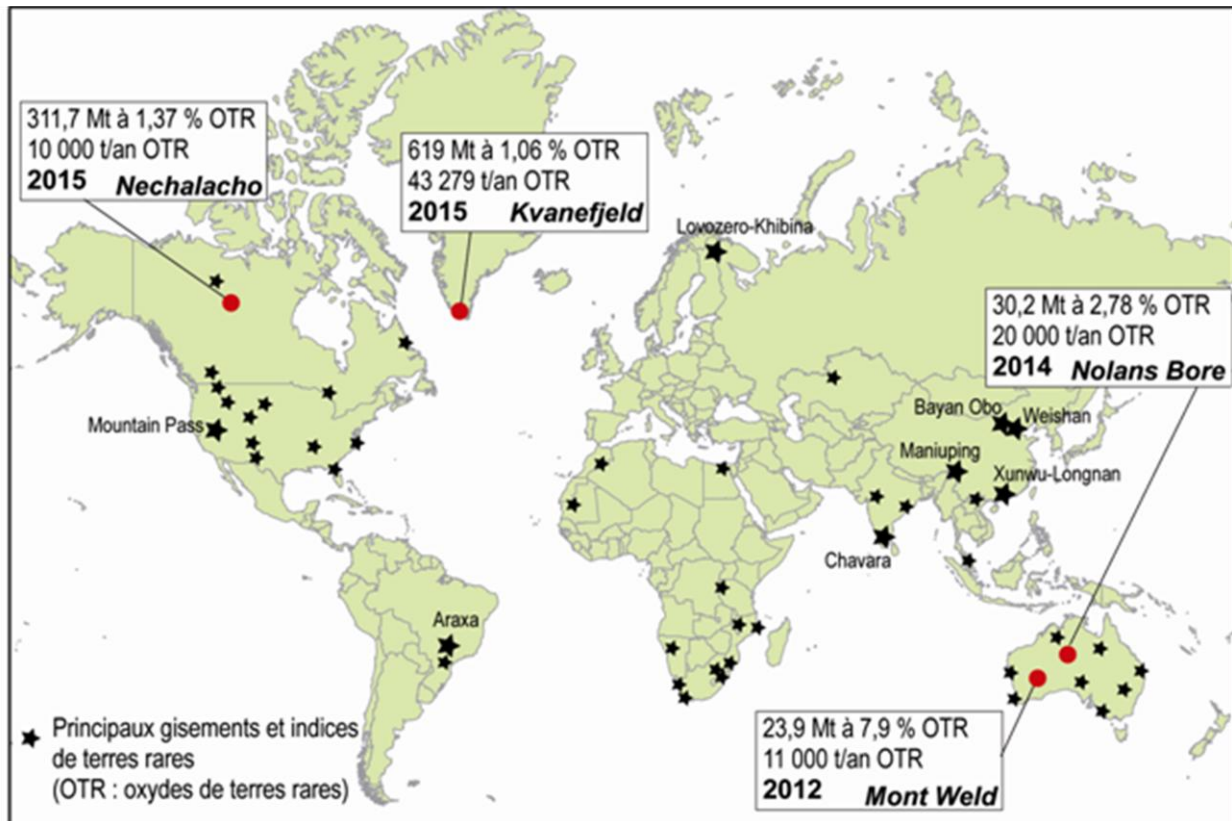 311,7 Mt à 1,37 % OTR
10 000 t/an OTR
2015 Nechalacho
619 Mt à 1,06 % OTR
43 279 t/an OTR
2015 Kvanefjeld
Lovozero-Khibina
30,2 Mt à 2,78 % OTR
20 000 t/an OTR
2014 Nolans Bore
Mountain Pass
Bayan Obo
Weishan
Maniuping
Xunwu-Longnan
Chavara
Araxa
Principaux gisements et indices
de terres rares
(OTR : oxydes de terres rares)
23,9 Mt à 7,9 % OTR
11 000 t/an OTR
2012 Mont Weld